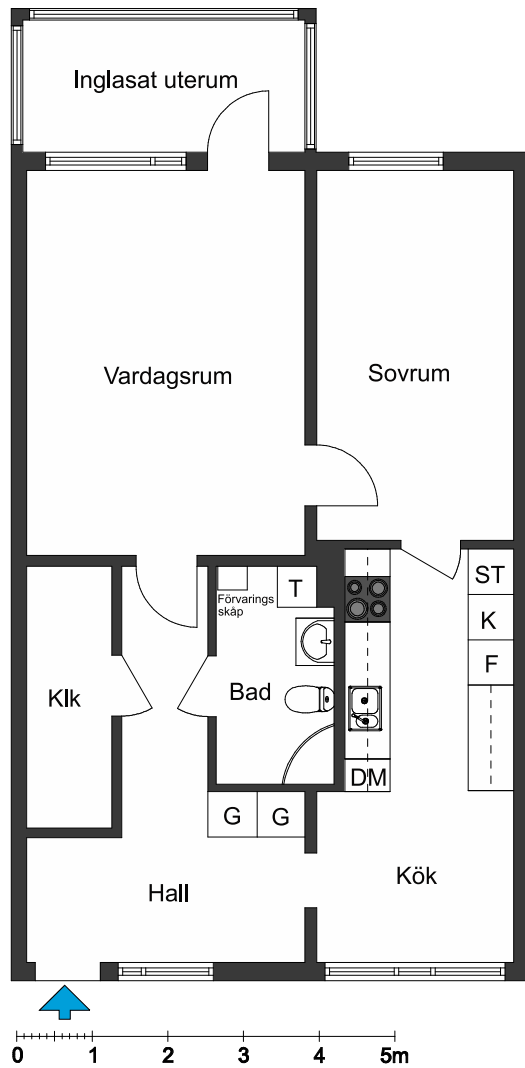 Inglasat uterum
Vardagsrum
Sovrum
Förvarings
skåp
T
ST
K
F
Klk
Bad
DM
G G
Kök
Hall
0 1 2 3 4 5m